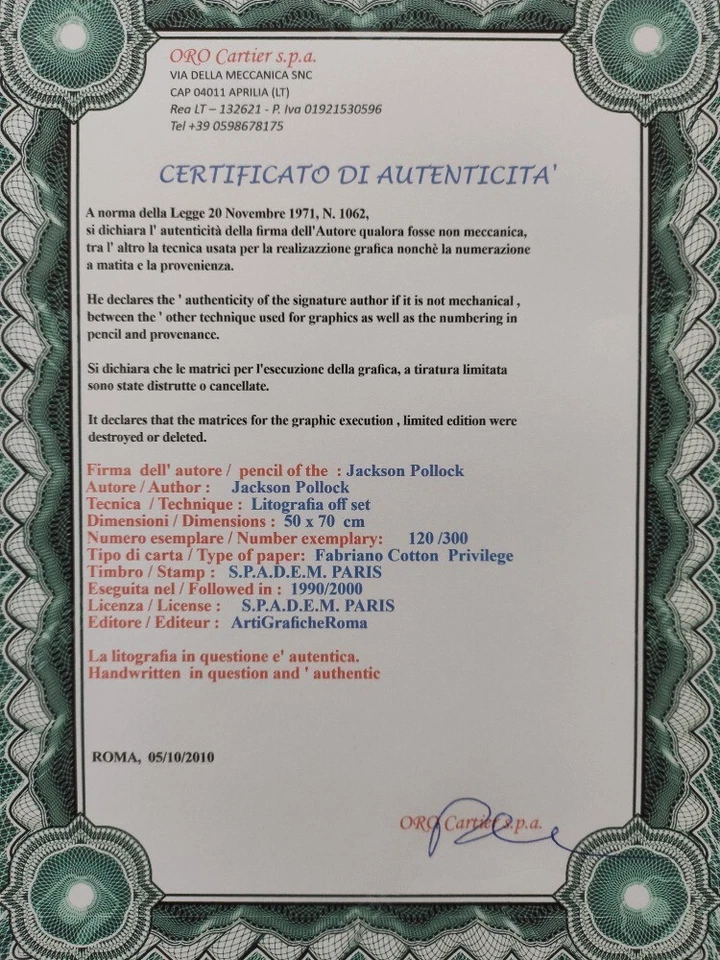 ORO Cartier s.p.a.
VIA DELLA MECCANICA SNC
CAP 04011 APRILIA (LT)
Rea LT – 132621 - P. Iva 01921530596
Tel +39 0598678175
CERTIFICATO DI AUTENTICITA'
A norma della Legge 20 Novembre 1971, N. 1062,
si dichiara l' autenticità della firma dell'Autore qualora fosse non meccanica,
tra l' altro la tecnica usata per la realizazzione grafica nonchè la numerazione
a matita e la provenienza.
He declares the ' authenticity of the signature author if it is not mechanical ,
between the ' other technique used for graphics as well as the numbering in
pencil and provenance.
Si dichiara che le matrici per l'esecuzione della grafica, a tiratura limitata
sono state distrutte o cancellate.
It declares that the matrices for the graphic execution , limited edition were
destroyed or deleted.
Firma dell' autore / pencil of the : Jackson Pollock
Autore / Author : Jackson Pollock
Tecnica / Technique : Litografia off set
Dimensioni / Dimensions : 50 x 70 cm
Numero esemplare / Number exemplary: 120 /300
Tipo di carta / Type of paper: Fabriano Cotton Privilege
Timbro / Stamp : S.P.A.D.E.M. PARIS
Eseguita nel / Followed in : 1990/2000
Licenza / License : S.P.A.D.E.M. PARIS
Editore / Editeur : ArtiGraficheRoma
La litografia in questione e' autentica.
Handwritten in question and ' authentic
ROMA, 05/10/2010
ORO Cartier s.p.a.